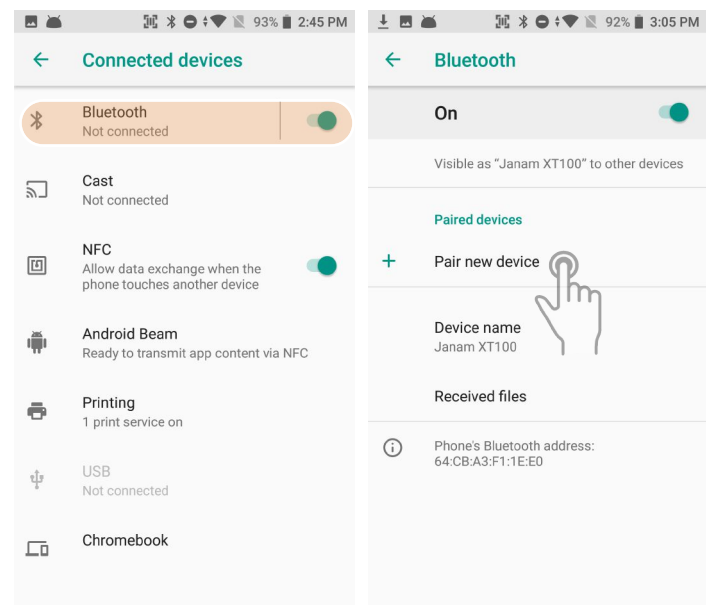 93% 2:45 PM
Connected devices
Bluetooth
Not connected
Cast
Not connected
NFC
Allow data exchange when the
phone touches another device
Android Beam
Ready to transmit app content via NFC
Printing
1 print service on
USB
Not connected
Chromebook
92% 3:05 PM
Bluetooth
On
Visible as “Janam XT100” to other devices
Paired devices
Pair new device
Device name
Janam XT100
Received files
Phone's Bluetooth address:
64:CB:A3:F1:1E:E0